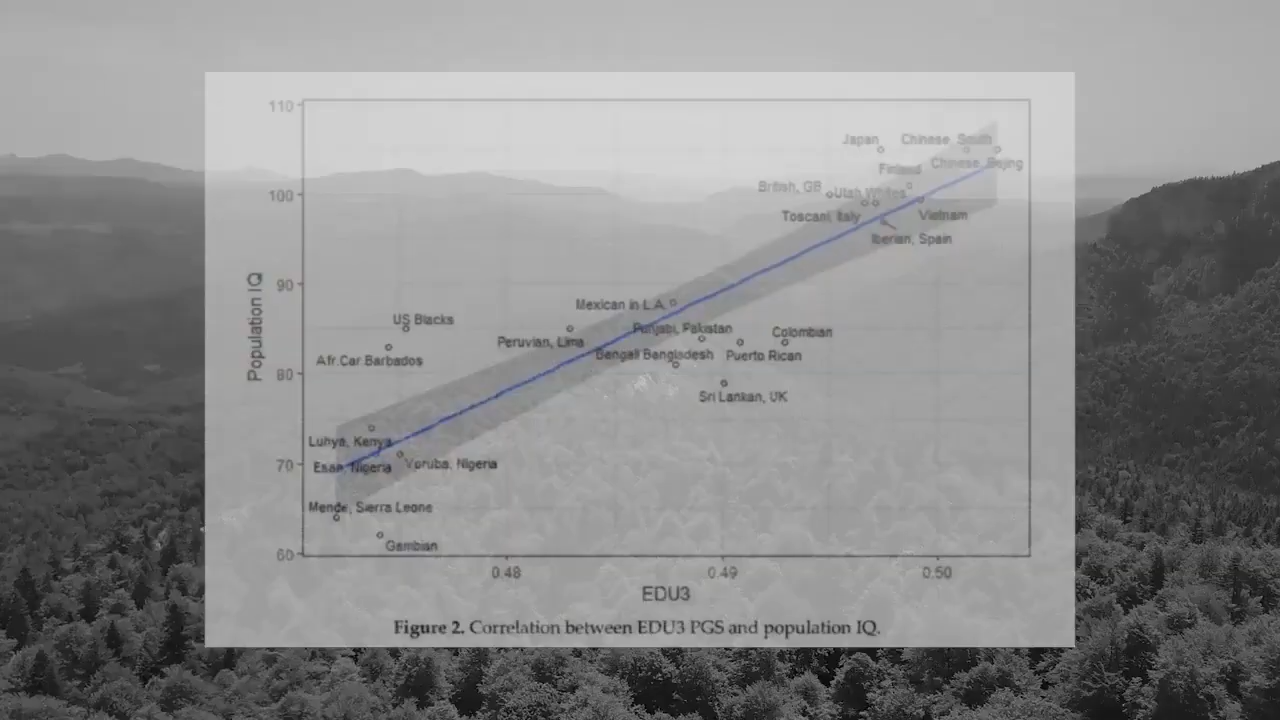 110
Japan
Chinese South
Finland
Chinese Bejing
British, GB
Utah Whites
100
Toscani, Italy
Vietnam
Iberian, Spain
90
Population IQ
Mexican in L.A.
US Blacks
Punjabi, Pakistan
Colombian
Peruvian, Lima
Afr.Car.Barbados
Bengali Bangladesh
Puerto Rican
80
Sri Lankan, UK
Luhya, Kenya
70
Esan, Nigeria
Yoruba, Nigeria
Mende, Sierra Leone
Gambian
60
0.48
0.49
0.50
EDU3
Figure 2. Correlation between EDU3 PGS and population IQ.